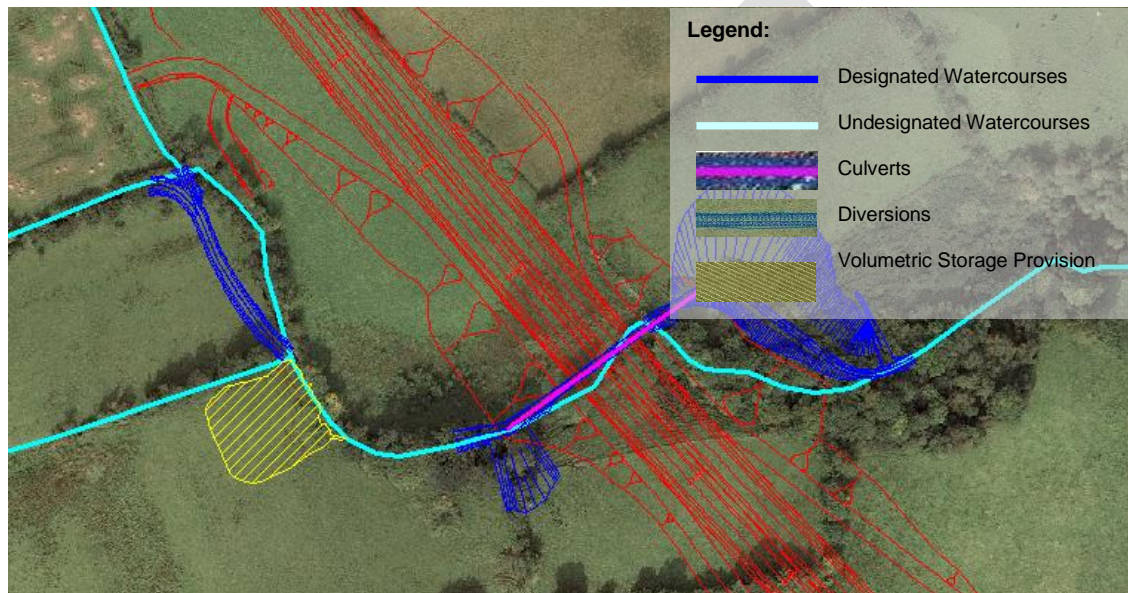 Legend:
Designated Watercourses
Undesignated Watercourses
Culverts
Diversions
Volumetric Storage Provision